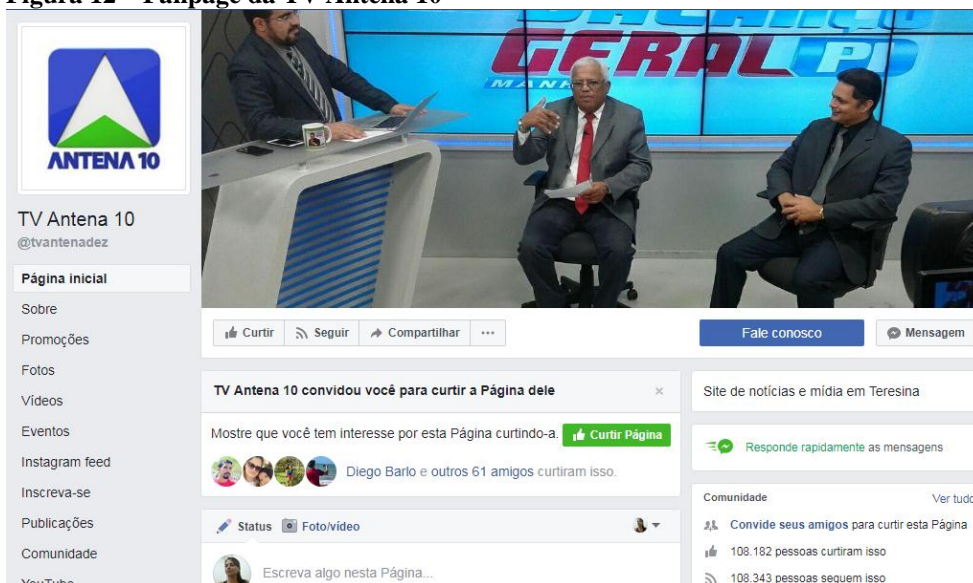 Figura 12 – Fanpage da TV Antena 10
BALANÇO
GERAL PI
MANHÃ
ANTENA 10
TV Antena 10
@tvantenadez
Página inicial
Sobre
Promoções
Fotos
Vídeos
Eventos
Instagram feed
Inscreva-se
Publicações
Comunidade
YouTube
Curtir Seguir Compartilhar ...
Fale conosco Mensagem
TV Antena 10 convidou você para curtir a Página dele ×
Mostre que você tem interesse por esta Página curtindo-a. Curtir Página
Diego Barlo e outros 61 amigos curtiram isso.
Status Foto/vídeo
Escreva algo nesta Página...
Site de notícias e mídia em Teresina
Responde rapidamente as mensagens
Comunidade Ver tudo
Convide seus amigos para curtir esta Página
108.182 pessoas curtiram isso
108.343 pessoas seguem isso